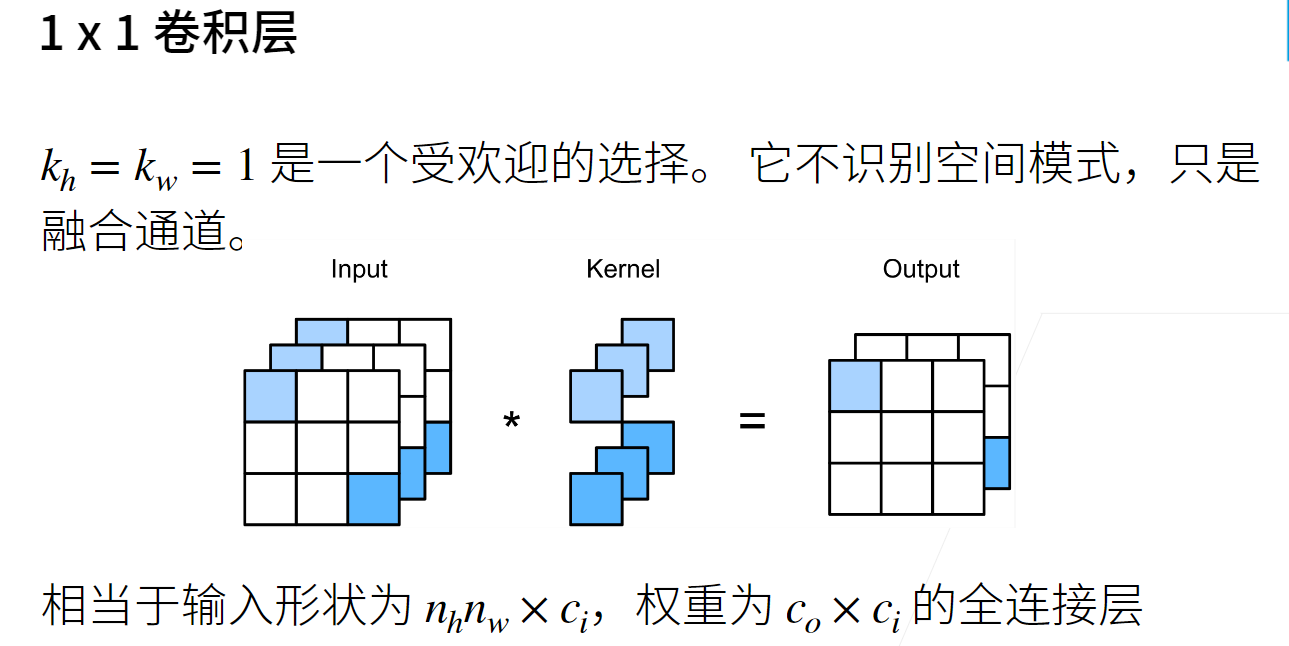 1 x 1 卷积层
k_h = k_w = 1 是一个受欢迎的选择。 它不识别空间模式，只是
融合通道。
Input Kernel Output
* =
相当于输入形状为 n_h n_w × c_i，权重为 c_o × c_i 的全连接层